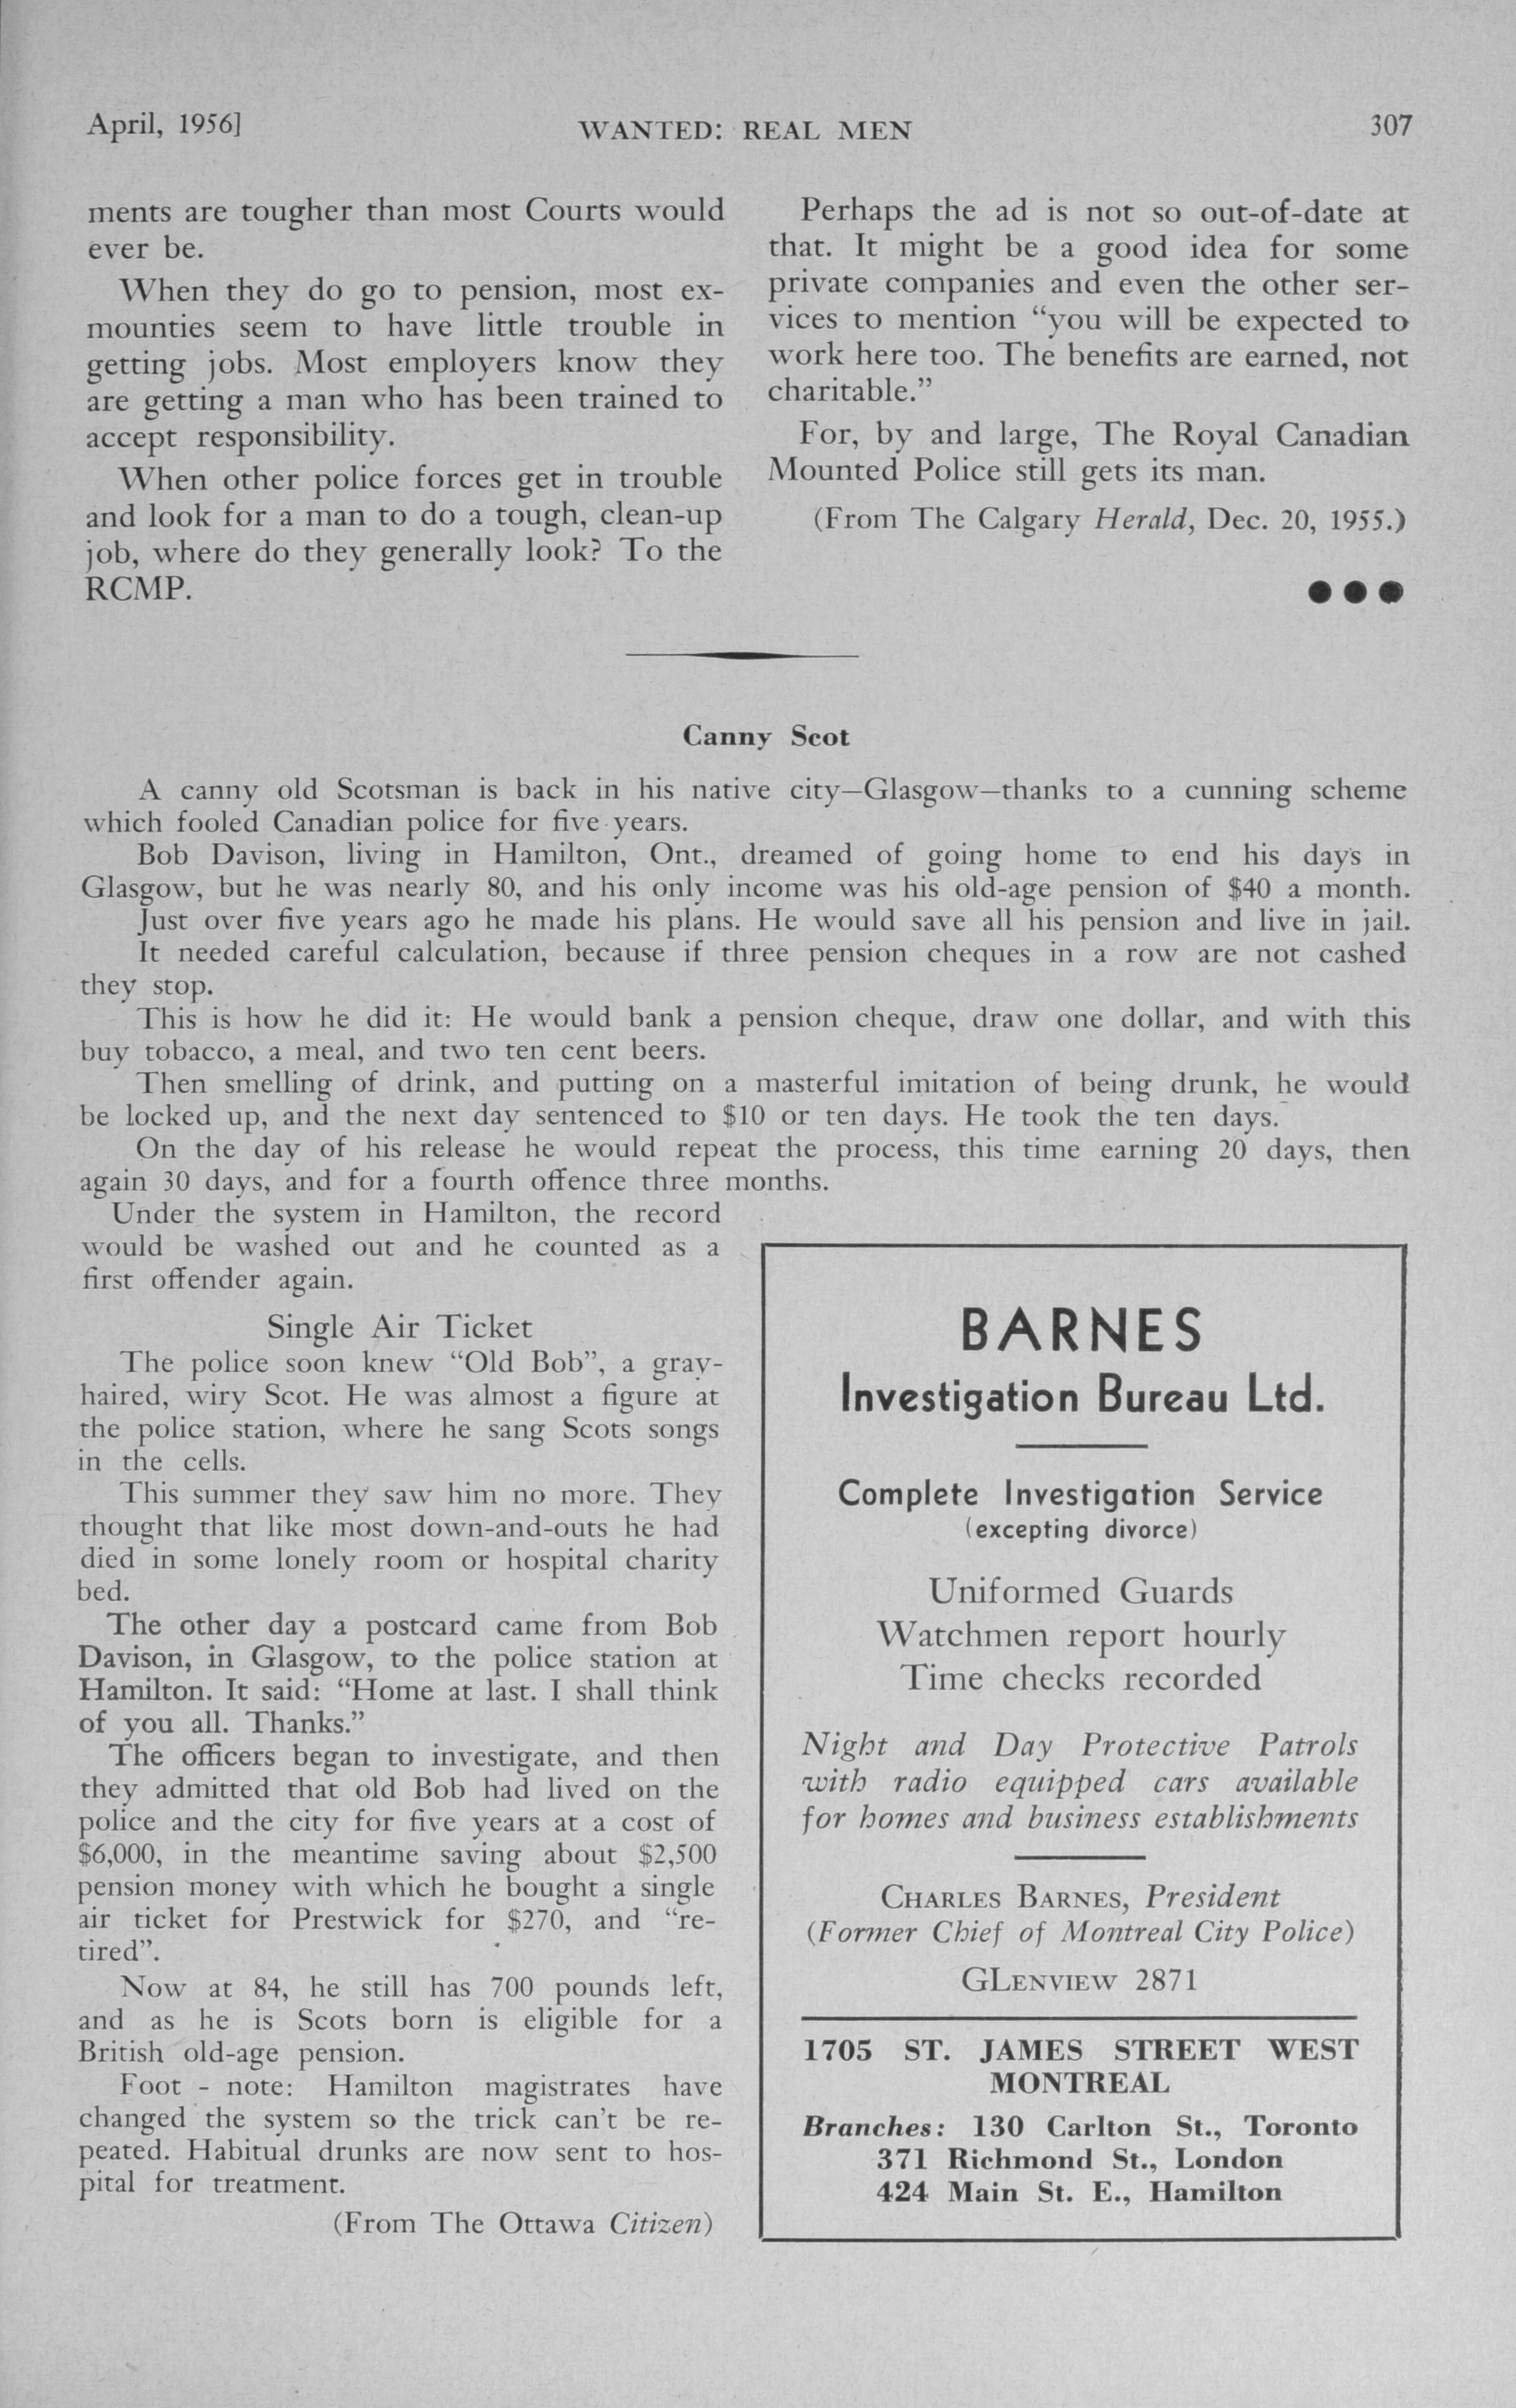 April, 1956]
WANTED: REAL MEN
307
ments are tougher than most Courts would
ever be.
When they do go to pension, most ex-
mounties seem to have little trouble in
getting jobs. Most employers know they
are getting a man who has been trained to
accept responsibility.
When other police forces get in trouble
and look for a man to do a tough, clean-up
job, where do they generally look? To the
RCMP.
Perhaps the ad is not so out-of-date at
that. It might be a good idea for some
private companies and even the other ser-
vices to mention “you will be expected to
work here too. The benefits are earned, not
charitable.”
For, by and large, The Royal Canadian
Mounted Police still gets its man.
(From The Calgary Herald, Dec. 20, 1955.)
Canny Scot
A canny old Scotsman is back in his native city—Glasgow—thanks to a cunning scheme
which fooled Canadian police for five years.
Bob Davison, living in Hamilton, Ont., dreamed of going home to end his days in
Glasgow, but he was nearly 80, and his only income was his old-age pension of $40 a month.
Just over five years ago he made his plans. He would save all his pension and live in jail.
It needed careful calculation, because if three pension cheques in a row are not cashed
they stop.
This is how he did it: He would bank a pension cheque, draw one dollar, and with this
buy tobacco, a meal, and two ten cent beers.
Then smelling of drink, and putting on a masterful imitation of being drunk, he would
be locked up, and the next day sentenced to $10 or ten days. He took the ten days.
On the day of his release he would repeat the process, this time earning 20 days, then
again 30 days, and for a fourth offence three months.
Under the system in Hamilton, the record
would be washed out and he counted as a
first offender again.
Single Air Ticket
The police soon knew “Old Bob”, a gray-
haired, wiry Scot. He was almost a figure at
the police station, where he sang Scots songs
in the cells.
This summer they saw him no more. They
thought that like most down-and-outs he had
died in some lonely room or hospital charity
bed.
The other day a postcard came from Bob
Davison, in Glasgow, to the police station at
Hamilton. It said: “Home at last. I shall think
of you all. Thanks.”
The officers began to investigate, and then
they admitted that old Bob had lived on the
police and the city for five years at a cost of
$6,000, in the meantime saving about $2,500
pension money with which he bought a single
air ticket for Prestwick for $270, and “re-
tired”.
Now at 84, he still has 700 pounds left,
and as he is Scots born is eligible for a
British old-age pension.
Foot - note: Hamilton magistrates have
changed the system so the trick can't be re-
peated. Habitual drunks are now sent to hos-
pital for treatment.
(From The Ottawa Citizen)
BARNES
Investigation Bureau Ltd.
Complete Investigation Service
(excepting divorce)
Uniformed Guards
Watchmen report hourly
Time checks recorded
Night and Day Protective Patrols
with radio equipped cars available
for homes and business establishments
CHARLES BARNES, President
(Former Chief of Montreal City Police)
GLENVIEW 2871
1705 ST. JAMES STREET WEST
MONTREAL
Branches: 130 Carlton St., Toronto
371 Richmond St., London
424 Main St. E., Hamilton